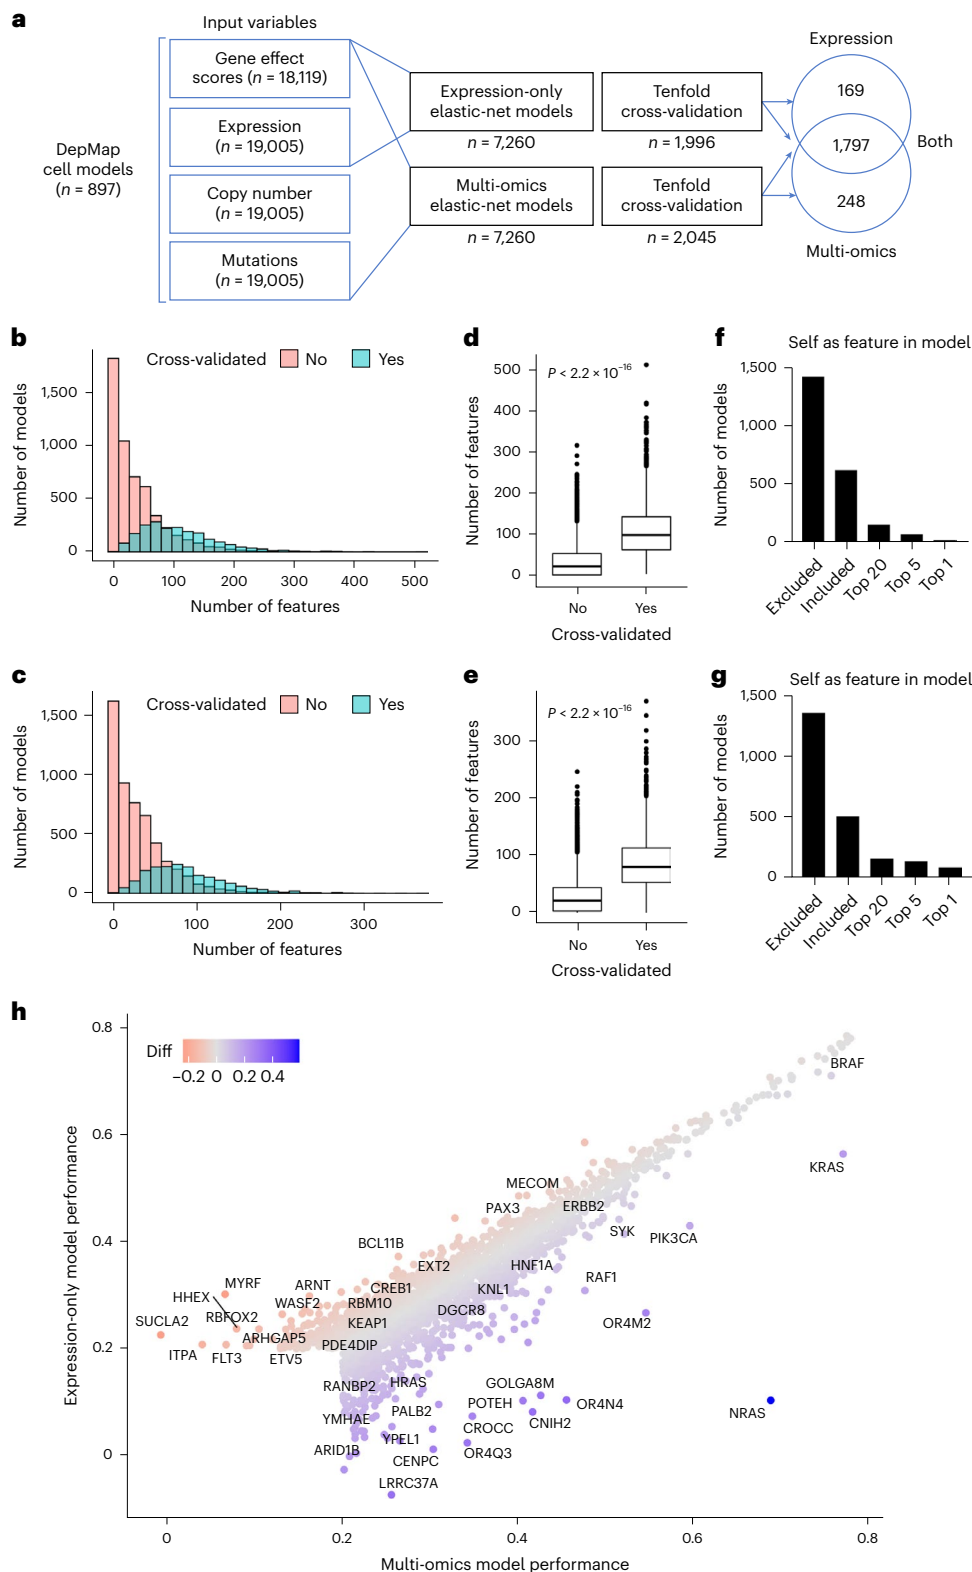 a
Input variables
Gene effect
scores (n = 18,119)
Expression
(n = 19,005)
Copy number
(n = 19,005)
Mutations
(n = 19,005)
DepMap
cell models
(n = 897)
Expression-only
elastic-net models
n = 7,260
Multi-omics
elastic-net models
n = 7,260
Tenfold
cross-validation
n = 1,996
Tenfold
cross-validation
n = 2,045
Expression
169
1,797
Both
248
Multi-omics
b
Cross-validated No Yes
Number of models
1,500
1,000
500
0
0 100 200 300 400 500
Number of features
c
Cross-validated No Yes
Number of models
1,500
1,000
500
0
0 100 200 300
Number of features
d
P < 2.2 × 10−16
Number of features
500
400
300
200
100
0
No Yes
Cross-validated
e
P < 2.2 × 10−16
Number of features
300
200
100
0
No Yes
Cross-validated
f
Self as feature in model
Number of models
1,500
1,000
500
0
Excluded Included Top 20 Top 5 Top 1
g
Self as feature in model
Number of models
1,500
1,000
500
0
Excluded Included Top 20 Top 5 Top 1
h
Expression-only model performance
0.8
0.6
0.4
0.2
0
Diff
−0.2 0 0.2 0.4
BRAF
KRAS
MECOM
PAX3
ERBB2
SYK
PIK3CA
BCL11B
EXT2
HNF1A
RAF1
MYRF
ARNT
CREB1
KNL1
HHEX
WASF2
RBM10
DGCR8
OR4M2
SUCLA2
RBFOX2
KEAP1
ARHGAP5
PDE4DIP
ITPA
FLT3
ETV5
RANBP2
HRAS
GOLGA8M
POTEH
OR4N4
NRAS
YMHAE
PALB2
CNIH2
CROCC
ARID1B
YPEL1
CENPC
OR4Q3
LRRC37A
0 0.2 0.4 0.6 0.8
Multi-omics model performance